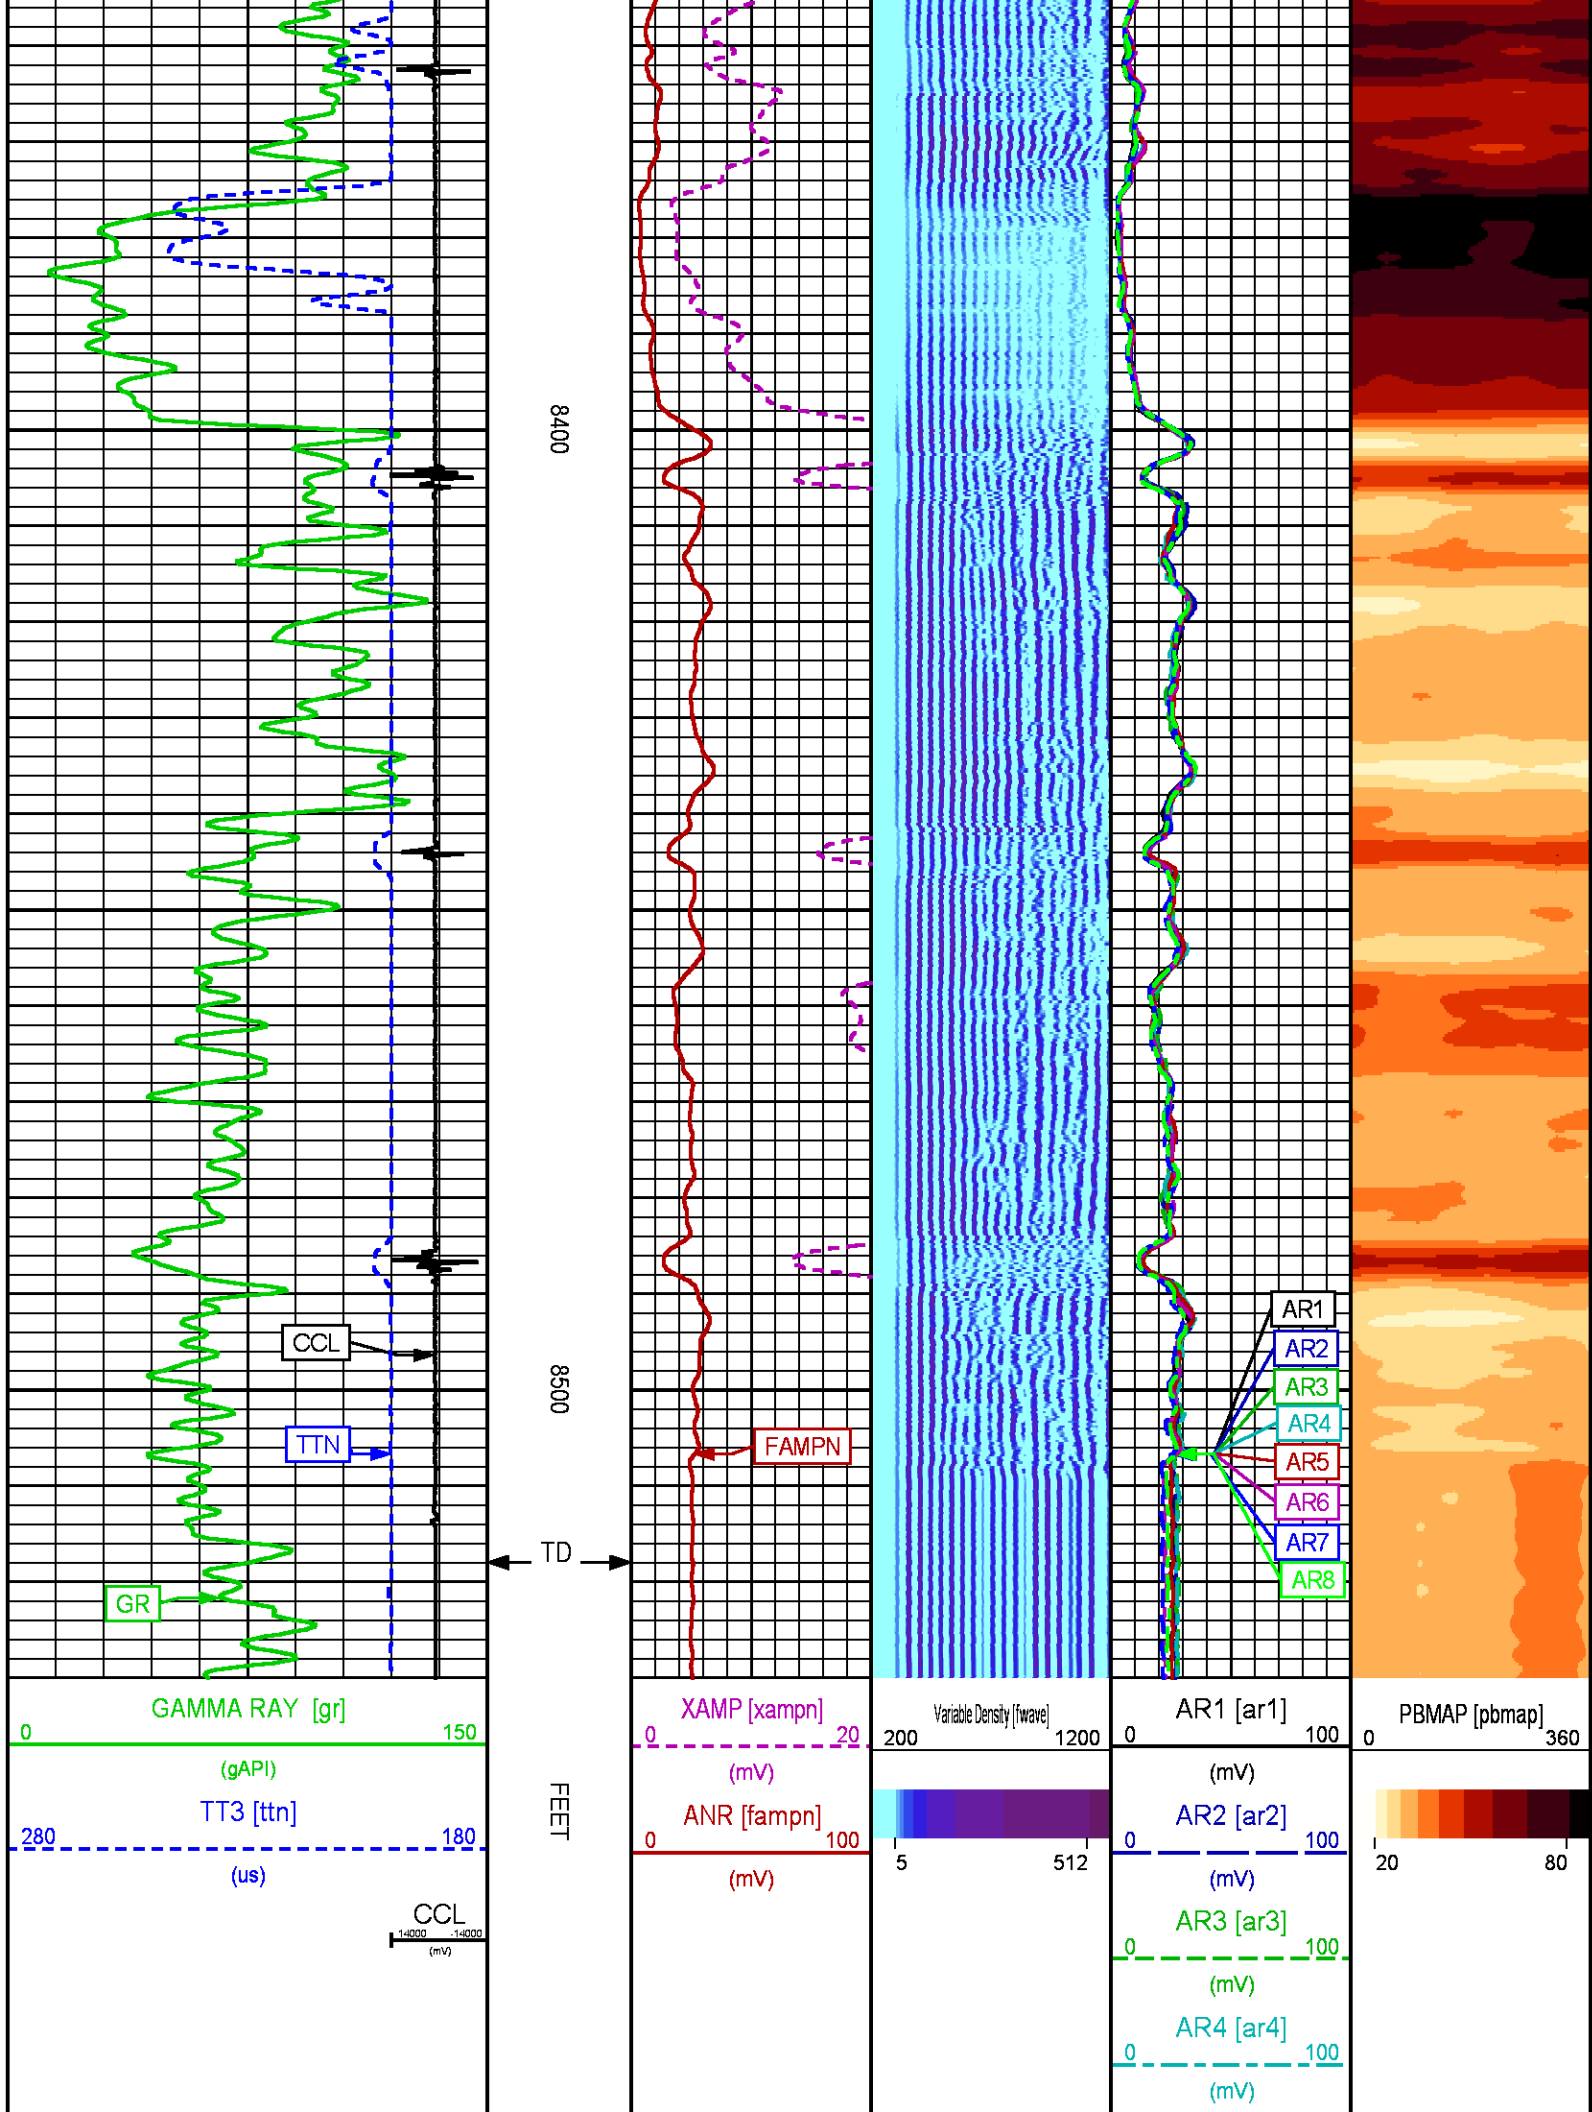 8400
AR1
CCL
AR2
8500
AR3
TTN
FAMPN
AR4
AR5
AR6
AR7
TD
AR8
GR
GAMMA RAY [gr]
0 150
(gAPI)
TT3 [ttn]
280 180
(us)
CCL
14000 -14000
(mV)
FEET
XAMP [xampn]
0 20
(mV)
ANR [fampn]
0 100
(mV)
Variable Density [fwave]
200 1200
5 512
AR1 [ar1]
0 100
(mV)
AR2 [ar2]
0 100
(mV)
AR3 [ar3]
0 100
(mV)
AR4 [ar4]
0 100
(mV)
PBMAP [pbmap]
0 360
20 80